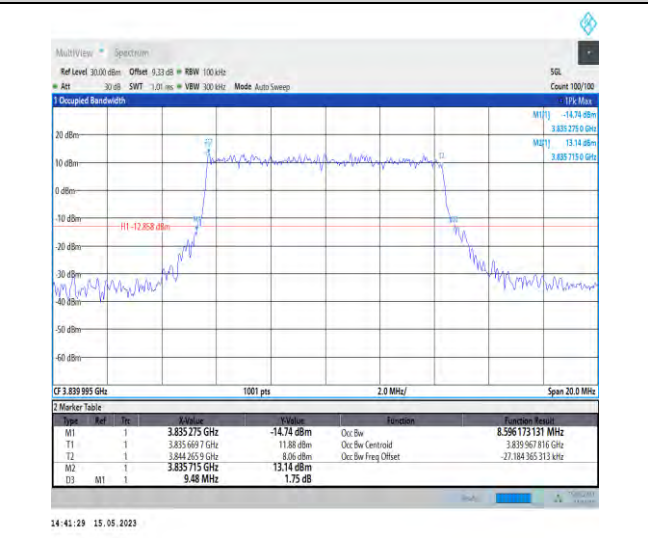 MultiView Spectrum
Ref Level 30.00 dBm Offset 9.33 dB RBW 100 kHz SGL
Att 30 dB SWT 1.01 ms VBW 300 kHz Mode Auto Sweep Count 100/100
1 Occupied Bandwidth 1Pk Max
M1[1] -14.74 dBm
3.835 275 0 GHz
20 dBm M2[1] 13.14 dBm
3.835 715 0 GHz
10 dBm
0 dBm
-10 dBm
H1 -12.858 dBm
-20 dBm
-30 dBm
-40 dBm
-50 dBm
-60 dBm
CF 3.839 995 GHz 1001 pts 2.0 MHz/ Span 20.0 MHz
2 Marker Table
Type Ref Trc X-Value Y-Value Function Function Result
M1 1 3.835 275 GHz -14.74 dBm Occ Bw 8.596 173 131 MHz
T1 1 3.835 669 7 GHz 11.88 dBm Occ Bw Centroid 3.839 967 816 GHz
T2 1 3.844 265 9 GHz 8.06 dBm Occ Bw Freq Offset -27.184 365 313 kHz
M2 1 3.835 715 GHz 13.14 dBm
D3 M1 1 9.48 MHz 1.75 dB
14:41:29 15.05.2023